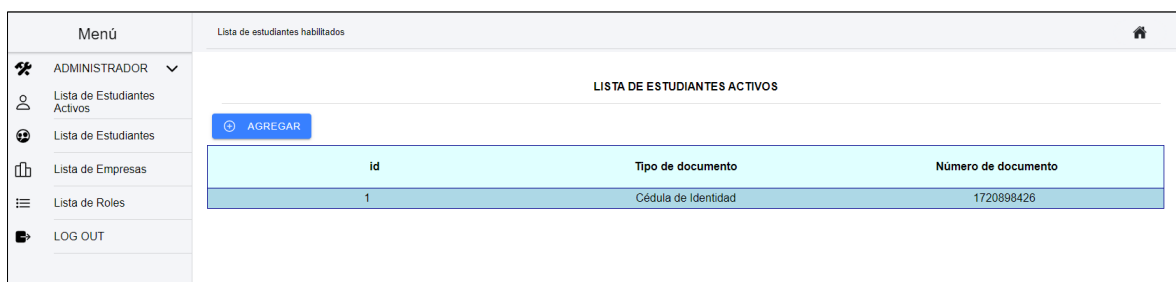 Menú
Lista de estudiantes habilitados
ADMINISTRADOR
Lista de Estudiantes
Activos
Lista de Estudiantes
Lista de Empresas
Lista de Roles
LOG OUT
LISTA DE ESTUDIANTES ACTIVOS
AGREGAR
id Tipo de documento Número de documento
1 Cédula de Identidad 1720898426